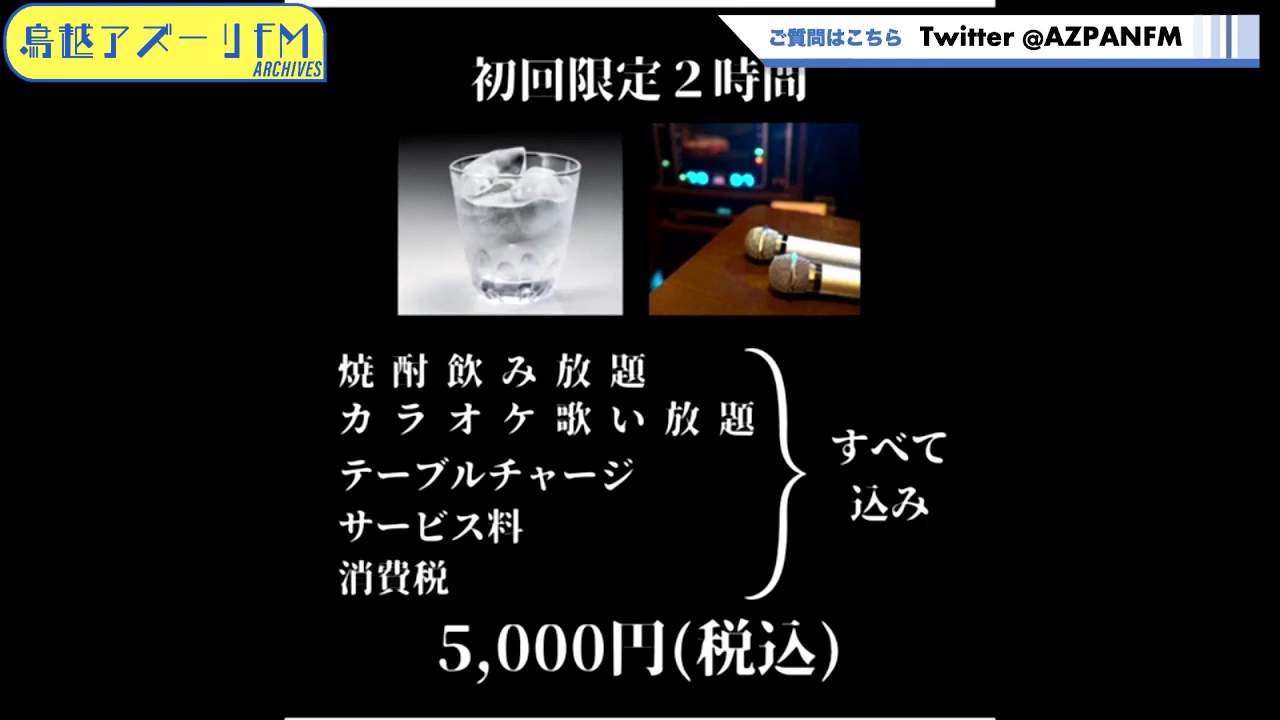 鳥越アズーリFM
ARCHIVES
ご質問はこちら Twitter @AZPANFM
初回限定２時間
焼酎飲み放題
カラオケ歌い放題
テーブルチャージ
サービス料
消費税
すべて
込み
5,000円(税込)